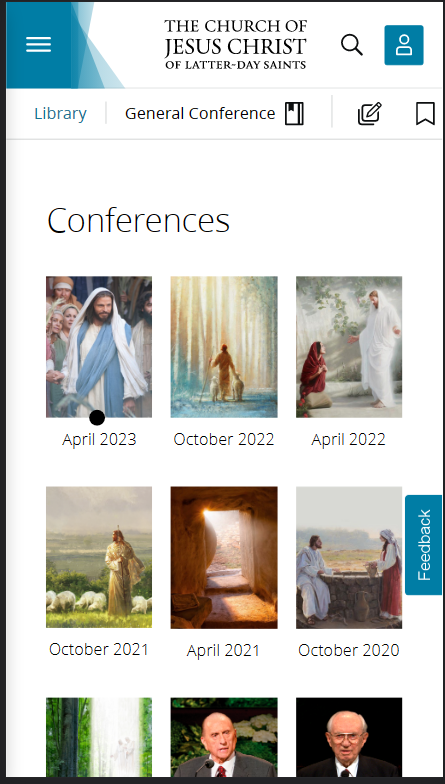 THE CHURCH OF
JESUS CHRIST
OF LATTER-DAY SAINTS
Library
General Conference
Conferences
April 2023
October 2022
April 2022
Feedback
October 2021
April 2021
October 2020